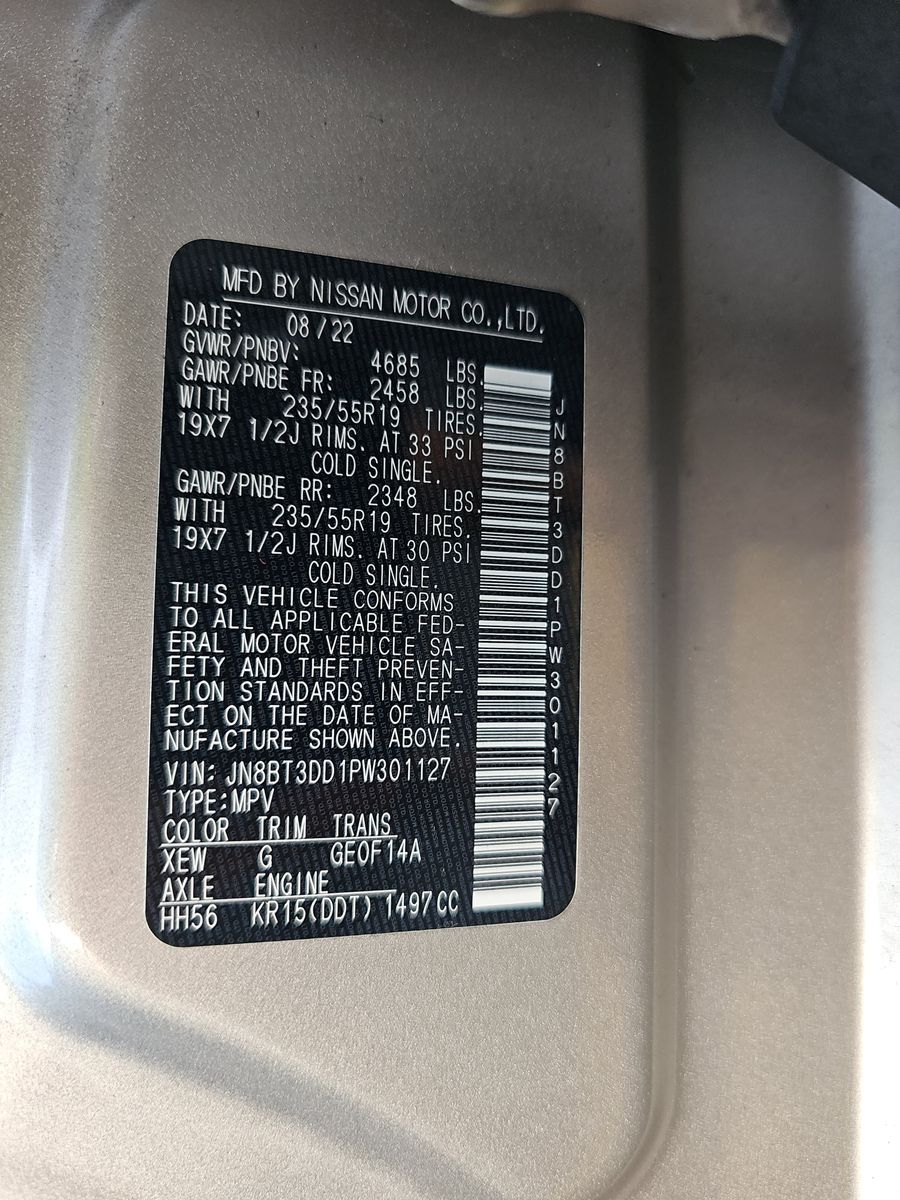 MFD BY NISSAN MOTOR CO.,LTD.
DATE: 08/22
GVWR/PNBV: 4685 LBS.
GAWR/PNBE FR: 2458 LBS.
WITH 235/55R19 TIRES.
19X7 1/2J RIMS. AT 33 PSI
COLD SINGLE.
GAWR/PNBE RR: 2348 LBS.
WITH 235/55R19 TIRES.
19X7 1/2J RIMS. AT 30 PSI
COLD SINGLE.
THIS VEHICLE CONFORMS
TO ALL APPLICABLE FED-
ERAL MOTOR VEHICLE SA-
FETY AND THEFT PREVEN-
TION STANDARDS IN EFF-
ECT ON THE DATE OF MA-
NUFACTURE SHOWN ABOVE.
VIN: JN8BT3DD1PW301127
TYPE:MPV
COLOR TRIM TRANS
XEW G GE0F14A
AXLE ENGINE
HH56 KR15(DDT) 1497CC
JN8BT3DD1PW301127